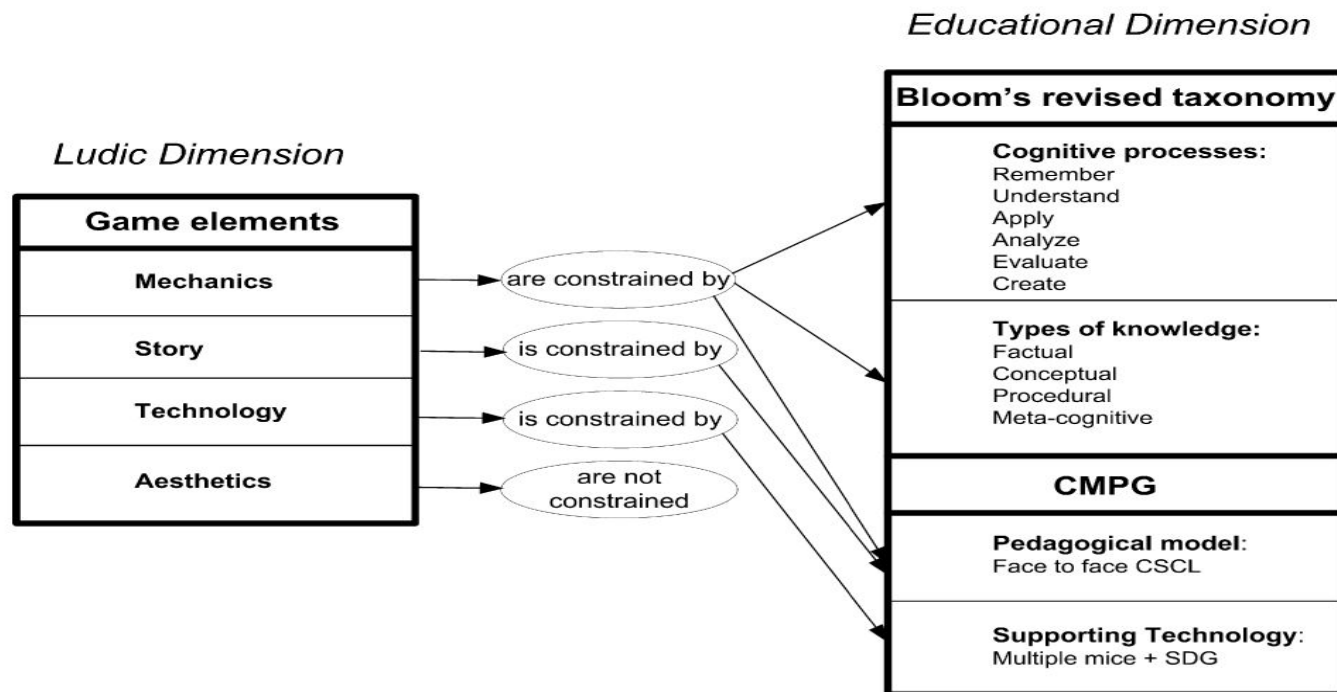 Educational Dimension
Bloom's revised taxonomy
Cognitive processes:
Remember
Understand
Apply
Analyze
Evaluate
Create
Types of knowledge:
Factual
Conceptual
Procedural
Meta-cognitive
CMPG
Pedagogical model:
Face to face CSCL
Supporting Technology:
Multiple mice + SDG
Ludic Dimension
Game elements
Mechanics
Story
Technology
Aesthetics
are constrained by
is constrained by
is constrained by
are not
constrained